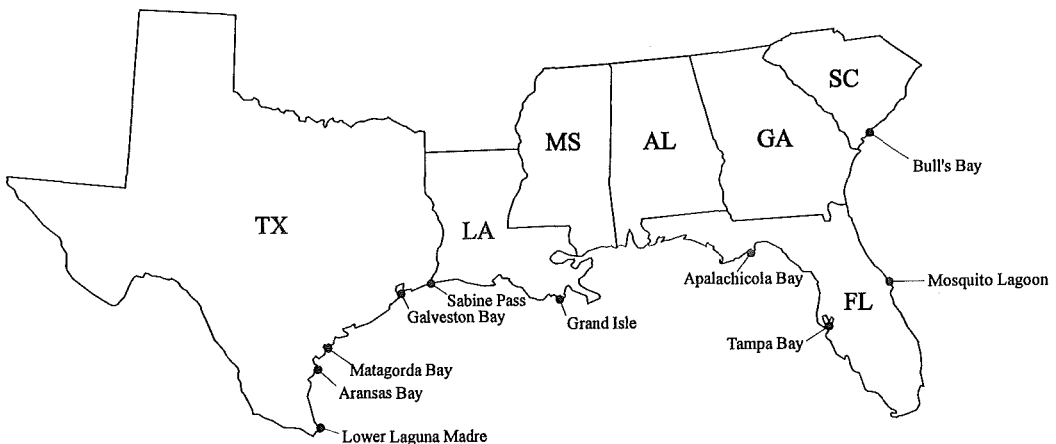 SC
MS
AL
GA
Bull's Bay
TX
LA
Apalachicola Bay
Mosquito Lagoon
Sabine Pass
FL
Galveston Bay
Grand Isle
Tampa Bay
Matagorda Bay
Aransas Bay
Lower Laguna Madre